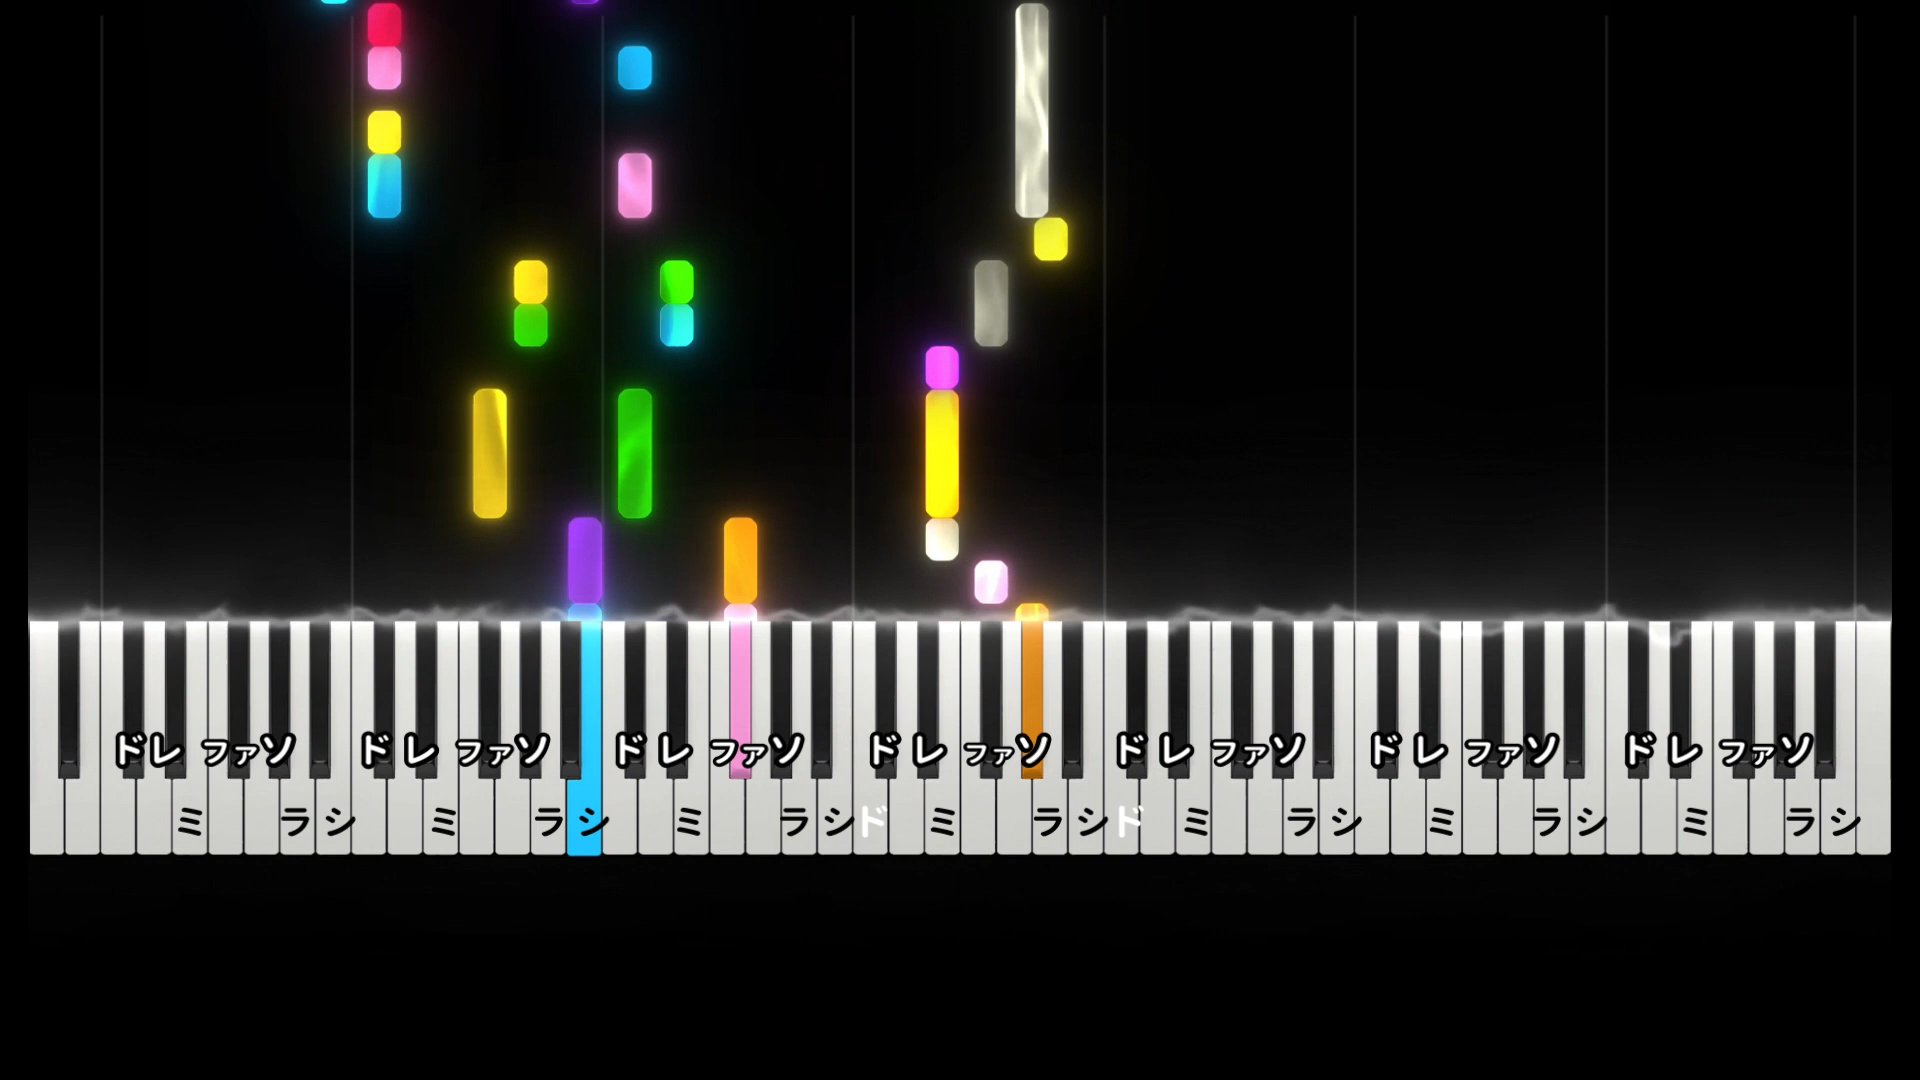 ドレ ファソ ドレ ファソ ドレ ファソ ドレ ファソ ドレ ファソ ドレ ファソ ドレ ファソ
ミ ラシ ミ ラシ ミ ラシド ミ ラシド ミ ラシ ミ ラシ ミ ラシ